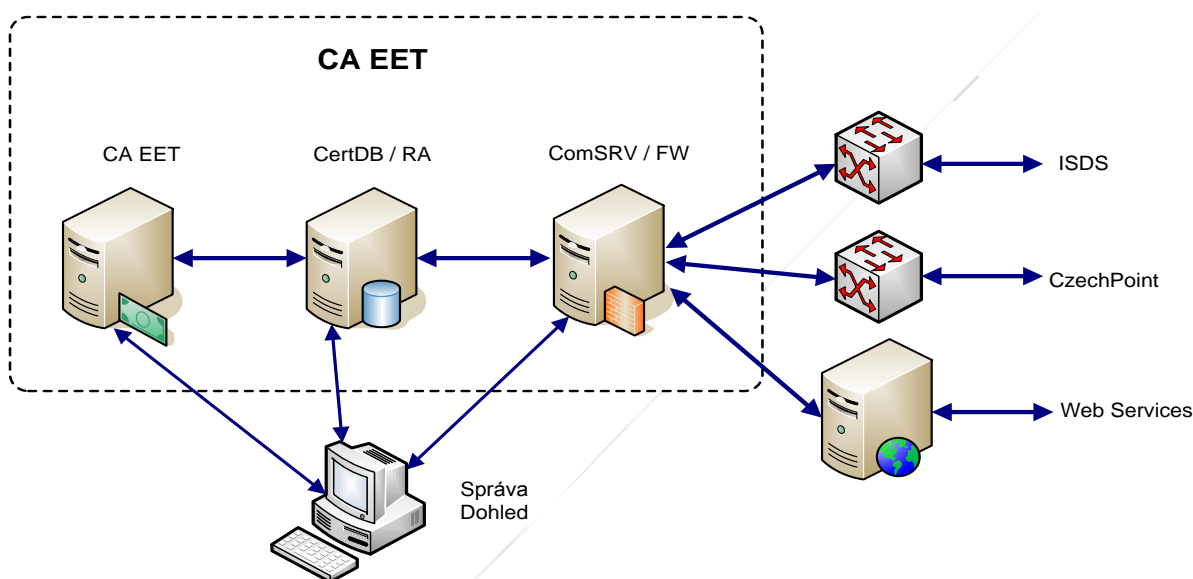 CA EET
CA EET
CertDB / RA
ComSRV / FW
ISDS
CzechPoint
Web Services
Správa
Dohled